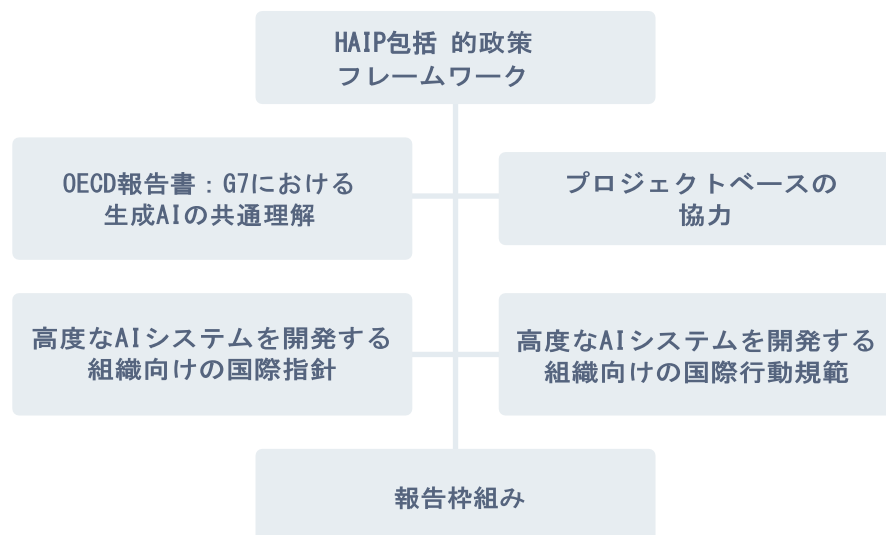 HAIP包括 的政策
フレームワーク
OECD報告書：G7における
生成AIの共通理解
プロジェクトベースの
協力
高度なAIシステムを開発する
組織向けの国際指針
高度なAIシステムを開発する
組織向けの国際行動規範
報告枠組み